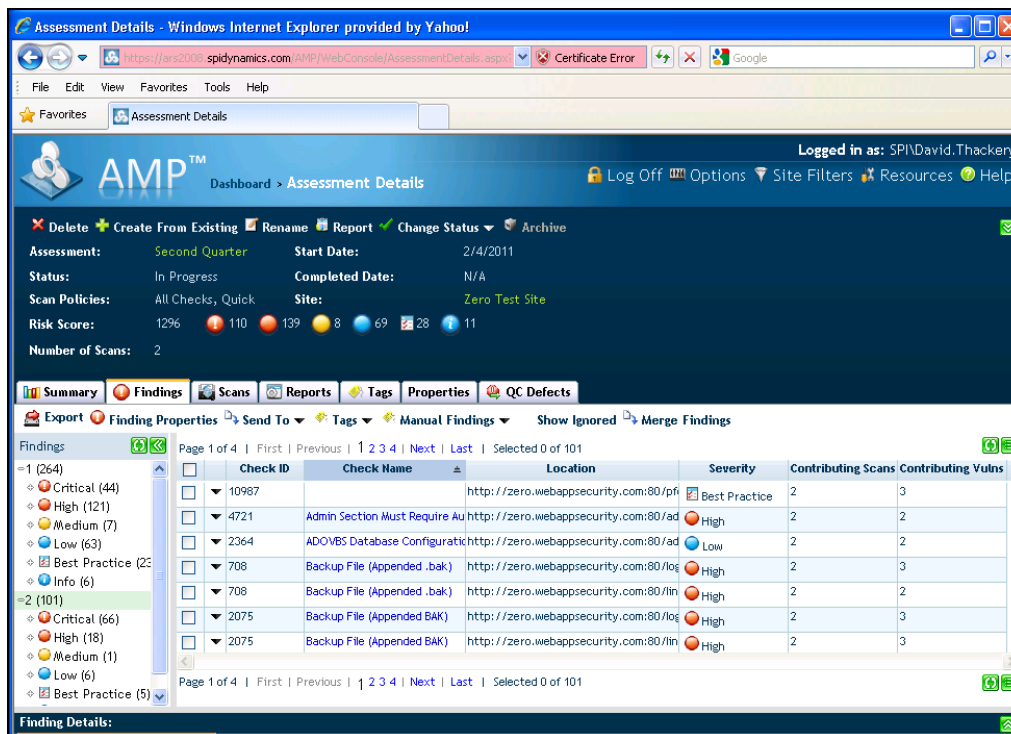 Assessment Details - Windows Internet Explorer provided by Yahoo!
https://ars2008.spidynamics.com/AMP/WebConsole/AssessmentDetails.aspx? Certificate Error Google
File Edit View Favorites Tools Help
Favorites Assessment Details
Logged in as: SPI\David.Thackery
AMP™ Dashboard > Assessment Details Log Off Options Site Filters Resources Help
Delete Create From Existing Rename Report Change Status Archive
Assessment: Second Quarter Start Date: 2/4/2011
Status: In Progress Completed Date: N/A
Scan Policies: All Checks, Quick Site: Zero Test Site
Risk Score: 1296 110 139 8 69 28 11
Number of Scans: 2
Summary Findings Scans Reports Tags Properties QC Defects
Export Finding Properties Send To Tags Manual Findings Show Ignored Merge Findings
Findings
1 (264)
Critical (44)
High (121)
Medium (7)
Low (63)
Best Practice (23
Info (6)
2 (101)
Critical (66)
High (18)
Medium (1)
Low (6)
Best Practice (5)
Page 1 of 4 | First | Previous | 1 2 3 4 | Next | Last | Selected 0 of 101
Check ID Check Name Location Severity Contributing Scans Contributing Vulns
10987 http://zero.webappsecurity.com:80/pf Best Practice 2 3
4721 Admin Section Must Require Au http://zero.webappsecurity.com:80/ad High 2 2
2364 ADOVBS Database Configuratio http://zero.webappsecurity.com:80/ad Low 2 2
708 Backup File (Appended .bak) http://zero.webappsecurity.com:80/log High 2 3
708 Backup File (Appended .bak) http://zero.webappsecurity.com:80/lin High 2 3
2075 Backup File (Appended BAK) http://zero.webappsecurity.com:80/log High 2 3
2075 Backup File (Appended BAK) http://zero.webappsecurity.com:80/lin High 2 3
Page 1 of 4 | First | Previous | 1 2 3 4 | Next | Last | Selected 0 of 101
Finding Details: